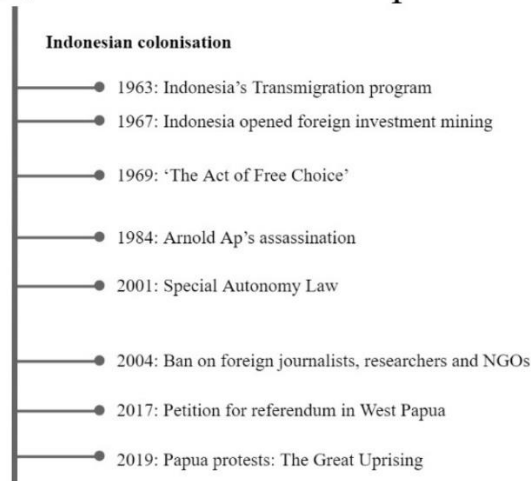 Indonesian colonisation
1963: Indonesia’s Transmigration program
1967: Indonesia opened foreign investment mining
1969: ‘The Act of Free Choice’
1984: Arnold Ap’s assassination
2001: Special Autonomy Law
2004: Ban on foreign journalists, researchers and NGOs
2017: Petition for referendum in West Papua
2019: Papua protests: The Great Uprising